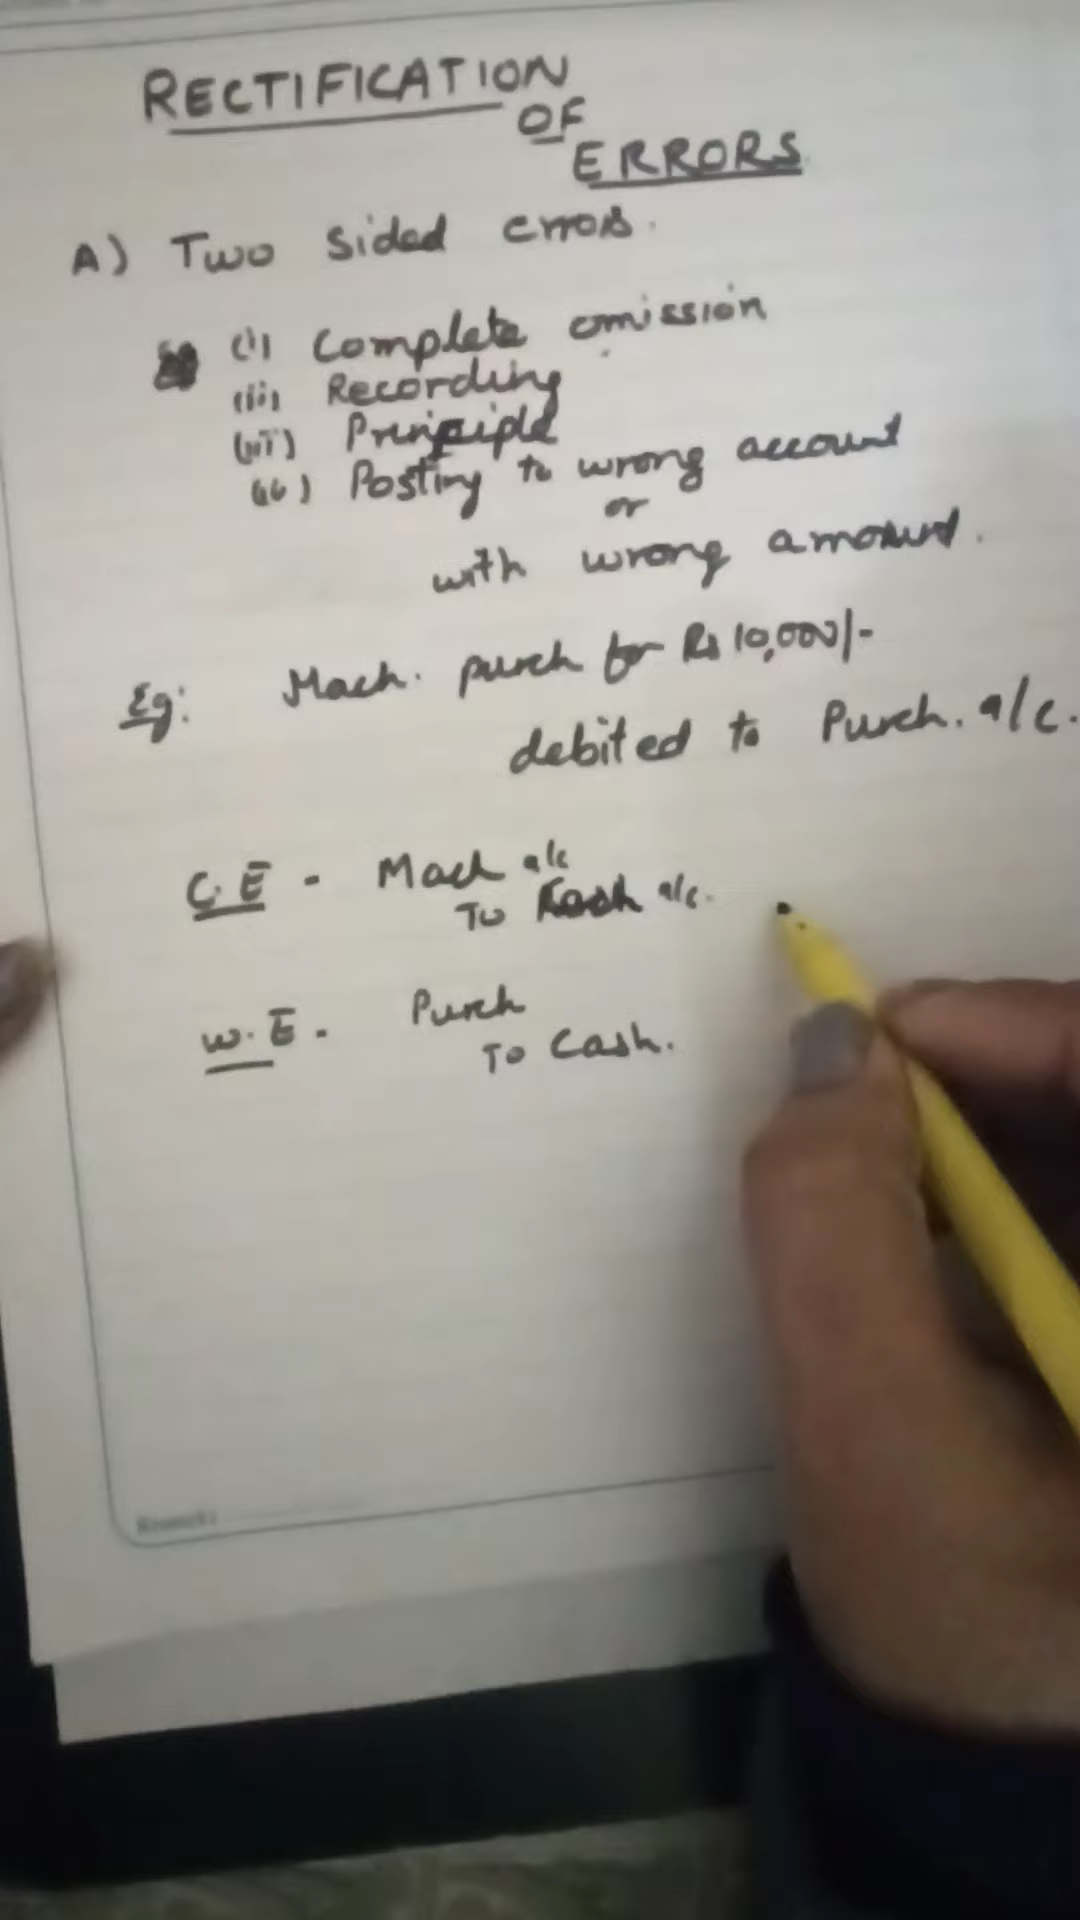 RECTIFICATION
OF
ERRORS
A) Two sided errors.
(i) Complete omission
(ii) Recording
(iii) Principle
(iv) Posting to wrong account
or
with wrong amount.
Eg: Mach. purch for Rs 10,000/-
debited to Purch. a/c.
C.E - Mach a/c
To Cash a/c.
W.E - Purch
To Cash.
Remarks